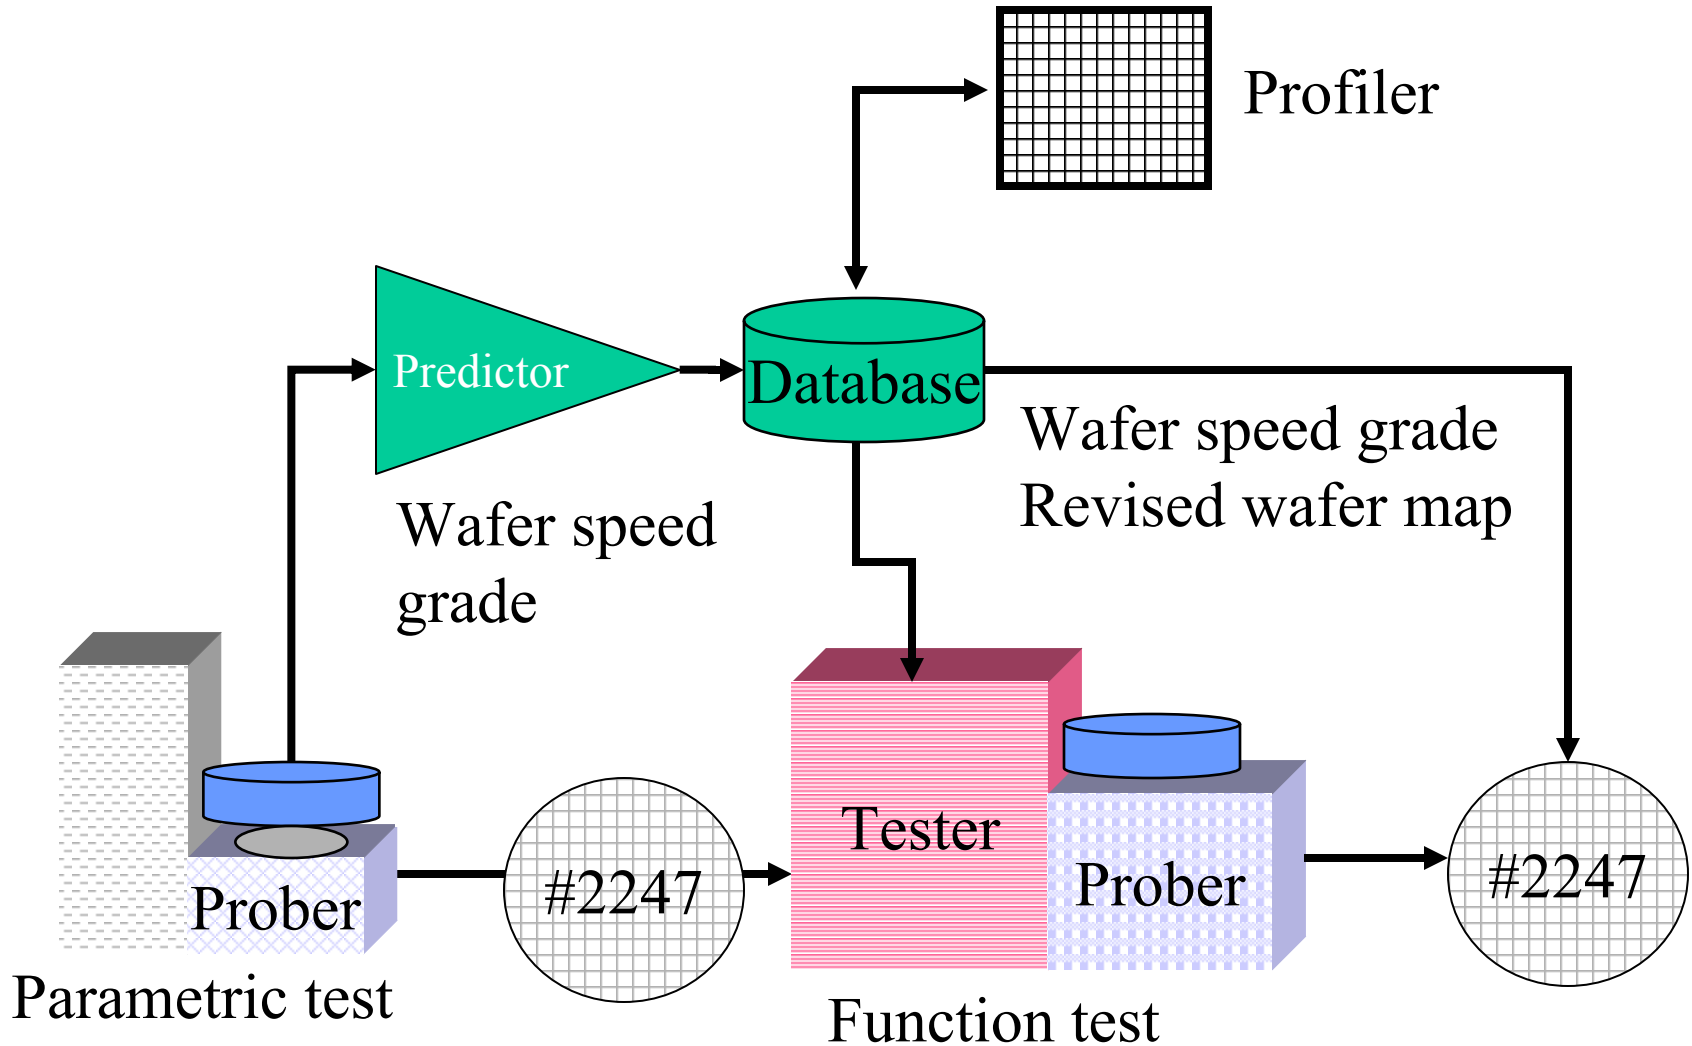 Profiler
Predictor
Database
Wafer speed grade
Revised wafer map
Wafer speed
grade
Tester
Prober
#2247
Prober
#2247
Parametric test
Function test